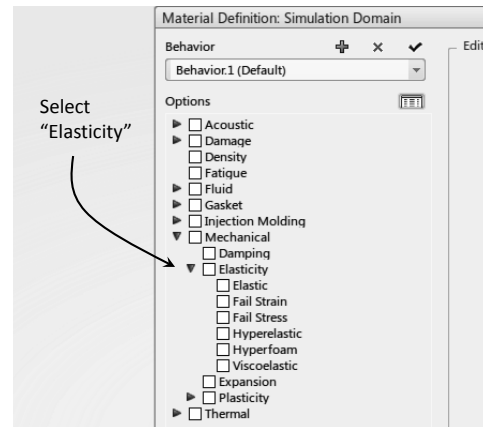 Material Definition: Simulation Domain
Behavior
Edit
Behavior.1 (Default)
Select
“Elasticity”
Options
Acoustic
Damage
Density
Fatigue
Fluid
Gasket
Injection Molding
Mechanical
Damping
Elasticity
Elastic
Fail Strain
Fail Stress
Hyperelastic
Hyperfoam
Viscoelastic
Expansion
Plasticity
Thermal